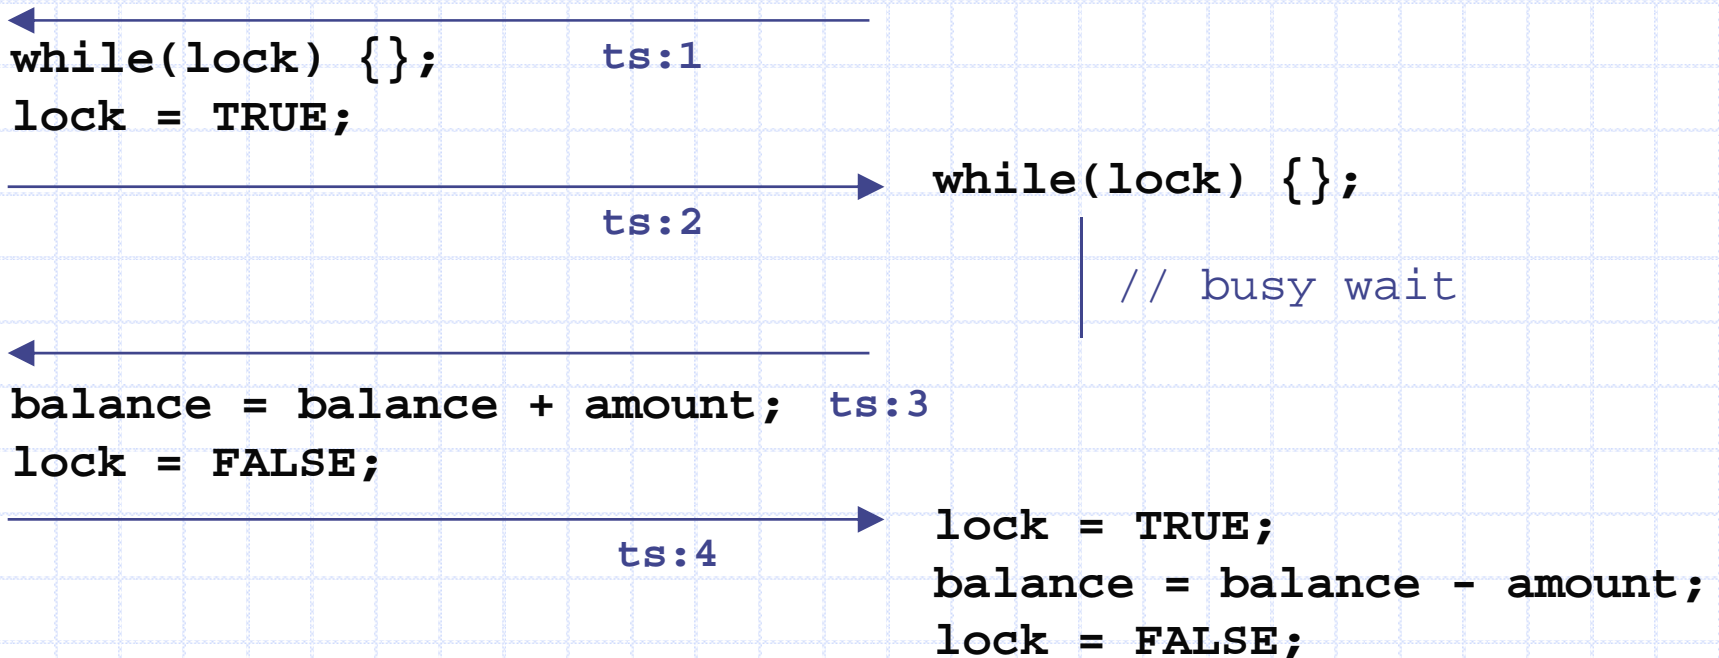 while(lock) {};
ts:1
lock = TRUE;
while(lock) {};
ts:2
// busy wait
balance = balance + amount;
ts:3
lock = FALSE;
lock = TRUE;
ts:4
balance = balance - amount;
lock = FALSE;